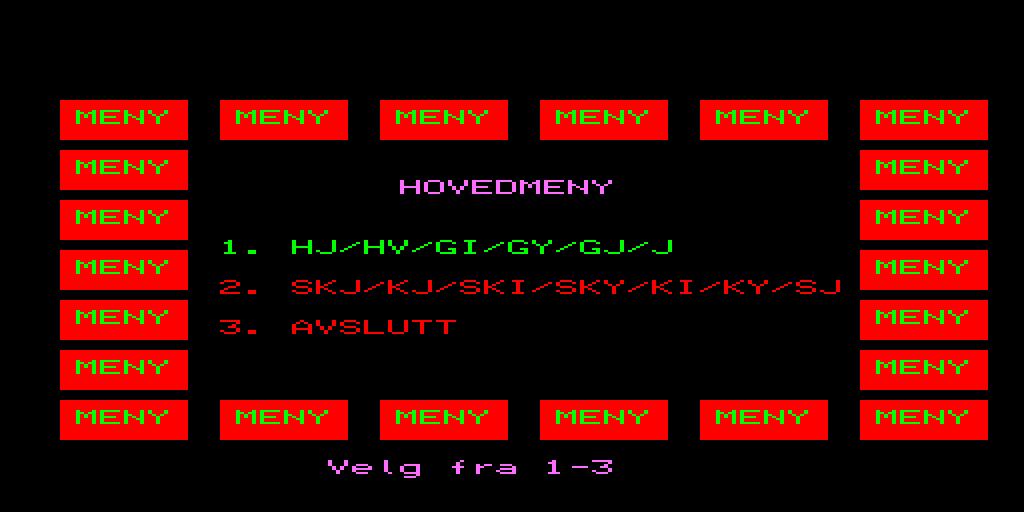 MENY MENY MENY MENY MENY MENY
MENY MENY
HOVEDMENY
MENY MENY
1. HJ/HV/GI/GY/GJ/J
MENY MENY
2. SKJ/KJ/SKI/SKY/KI/KY/SJ
MENY MENY
3. AVSLUTT
MENY MENY
MENY MENY MENY MENY MENY MENY
Velg fra 1-3